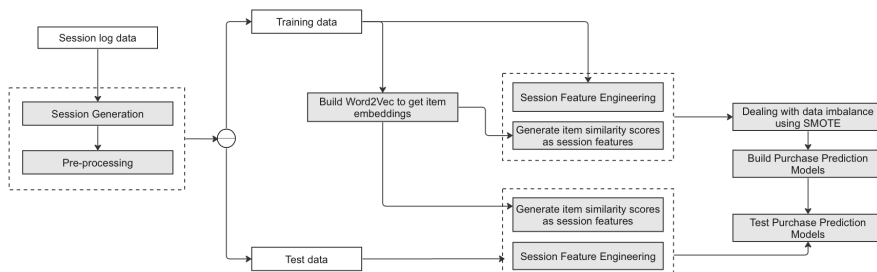 Session log data
Session Generation
Pre-processing
Training data
Build Word2Vec to get item
embeddings
Session Feature Engineering
Generate item similarity scores
as session features
Dealing with data imbalance
using SMOTE
Build Purchase Prediction
Models
Test Purchase Prediction
Models
Generate item similarity scores
as session features
Session Feature Engineering
Test data